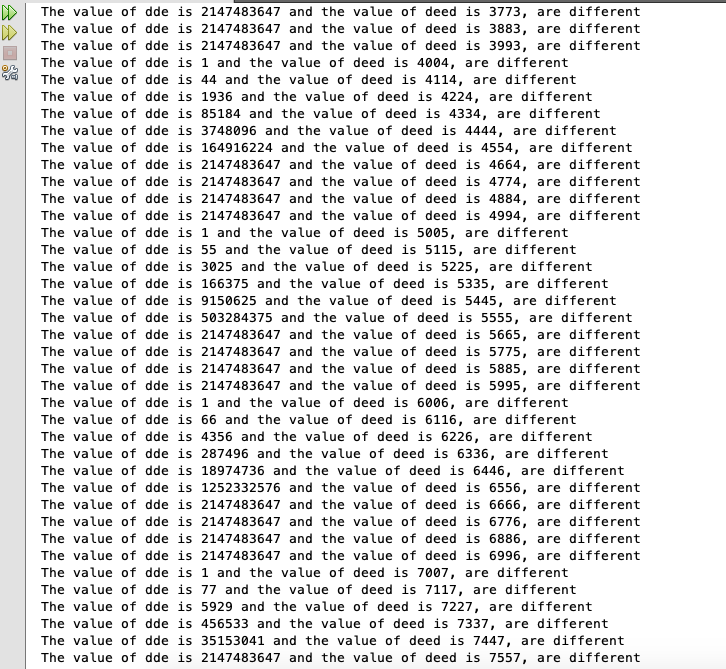 The value of dde is 2147483647 and the value of deed is 3773, are different
The value of dde is 2147483647 and the value of deed is 3883, are different
The value of dde is 2147483647 and the value of deed is 3993, are different
The value of dde is 1 and the value of deed is 4004, are different
The value of dde is 44 and the value of deed is 4114, are different
The value of dde is 1936 and the value of deed is 4224, are different
The value of dde is 85184 and the value of deed is 4334, are different
The value of dde is 3748096 and the value of deed is 4444, are different
The value of dde is 164916224 and the value of deed is 4554, are different
The value of dde is 2147483647 and the value of deed is 4664, are different
The value of dde is 2147483647 and the value of deed is 4774, are different
The value of dde is 2147483647 and the value of deed is 4884, are different
The value of dde is 2147483647 and the value of deed is 4994, are different
The value of dde is 1 and the value of deed is 5005, are different
The value of dde is 55 and the value of deed is 5115, are different
The value of dde is 3025 and the value of deed is 5225, are different
The value of dde is 166375 and the value of deed is 5335, are different
The value of dde is 9150625 and the value of deed is 5445, are different
The value of dde is 503284375 and the value of deed is 5555, are different
The value of dde is 2147483647 and the value of deed is 5665, are different
The value of dde is 2147483647 and the value of deed is 5775, are different
The value of dde is 2147483647 and the value of deed is 5885, are different
The value of dde is 2147483647 and the value of deed is 5995, are different
The value of dde is 1 and the value of deed is 6006, are different
The value of dde is 66 and the value of deed is 6116, are different
The value of dde is 4356 and the value of deed is 6226, are different
The value of dde is 287496 and the value of deed is 6336, are different
The value of dde is 18974736 and the value of deed is 6446, are different
The value of dde is 1252332576 and the value of deed is 6556, are different
The value of dde is 2147483647 and the value of deed is 6666, are different
The value of dde is 2147483647 and the value of deed is 6776, are different
The value of dde is 2147483647 and the value of deed is 6886, are different
The value of dde is 2147483647 and the value of deed is 6996, are different
The value of dde is 1 and the value of deed is 7007, are different
The value of dde is 77 and the value of deed is 7117, are different
The value of dde is 5929 and the value of deed is 7227, are different
The value of dde is 456533 and the value of deed is 7337, are different
The value of dde is 35153041 and the value of deed is 7447, are different
The value of dde is 2147483647 and the value of deed is 7557, are different